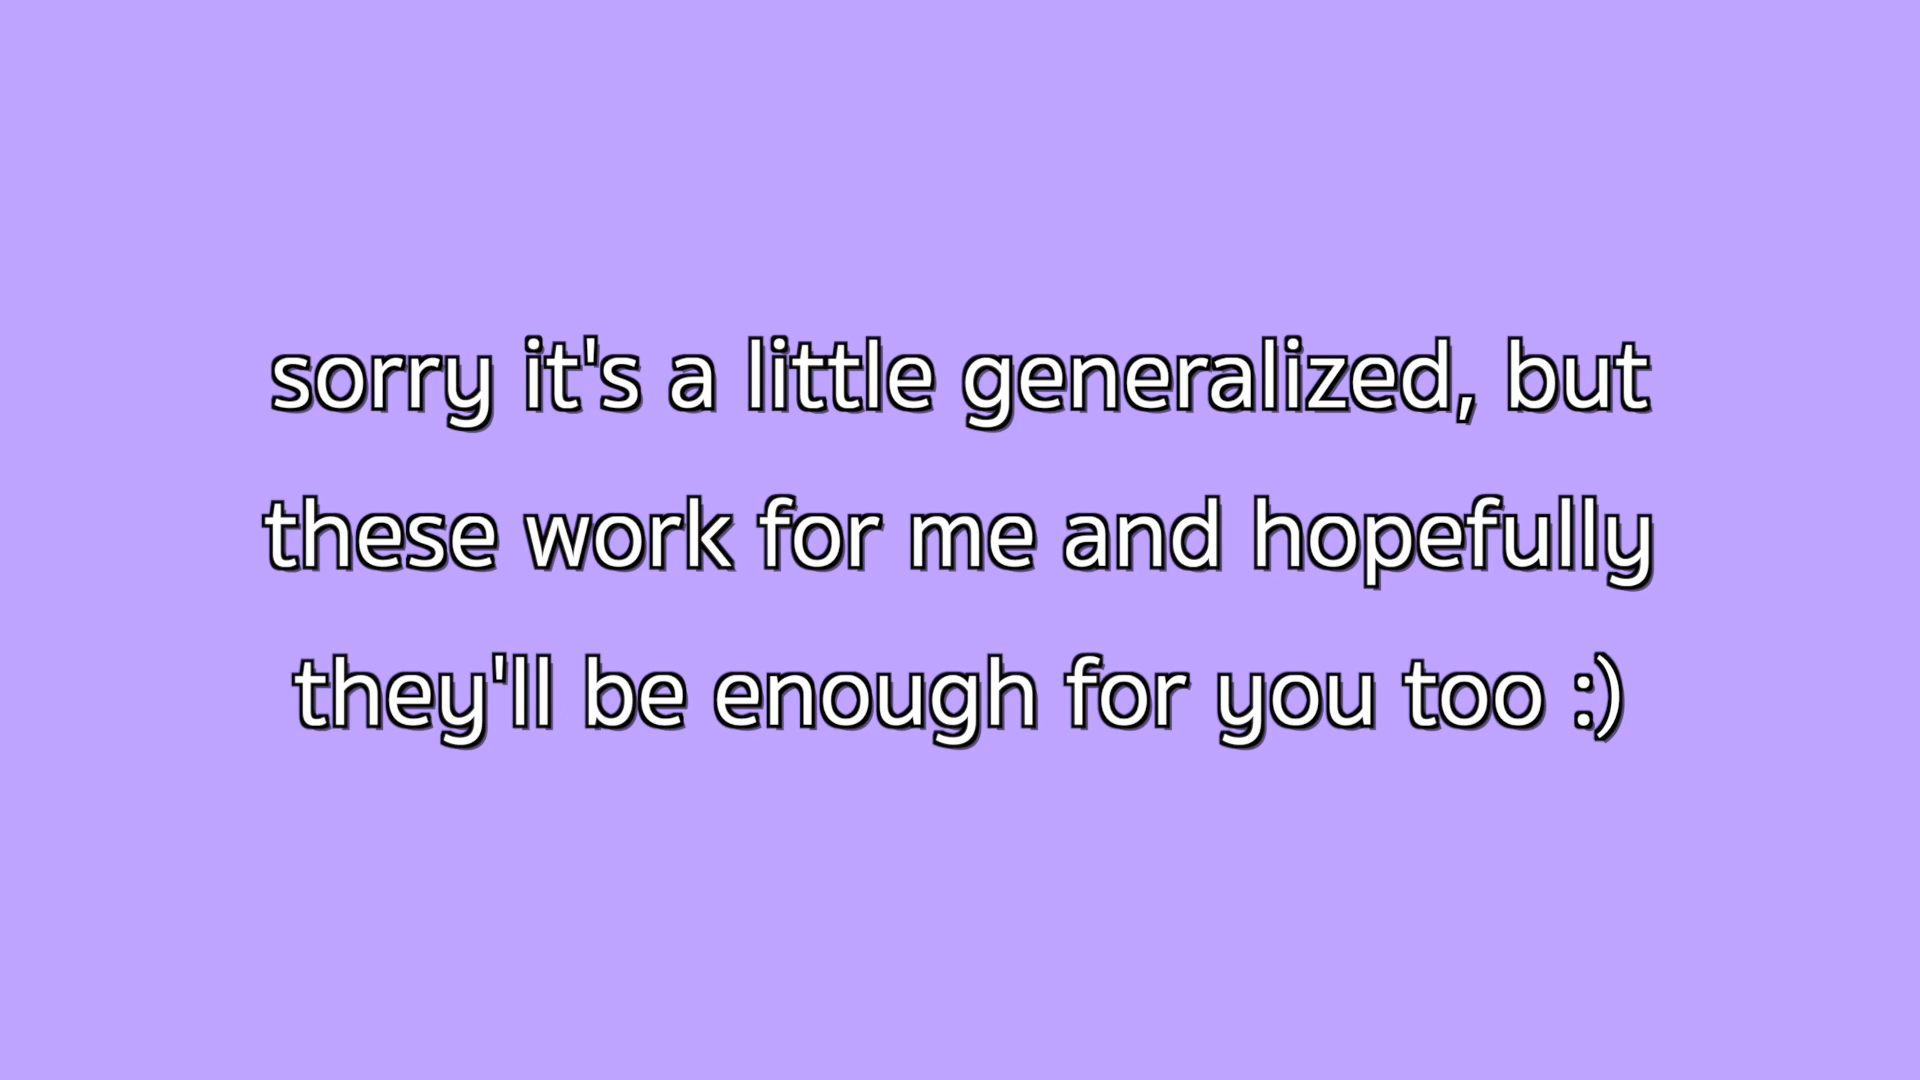 sorry it's a little generalized, but
these work for me and hopefully
they'll be enough for you too :)